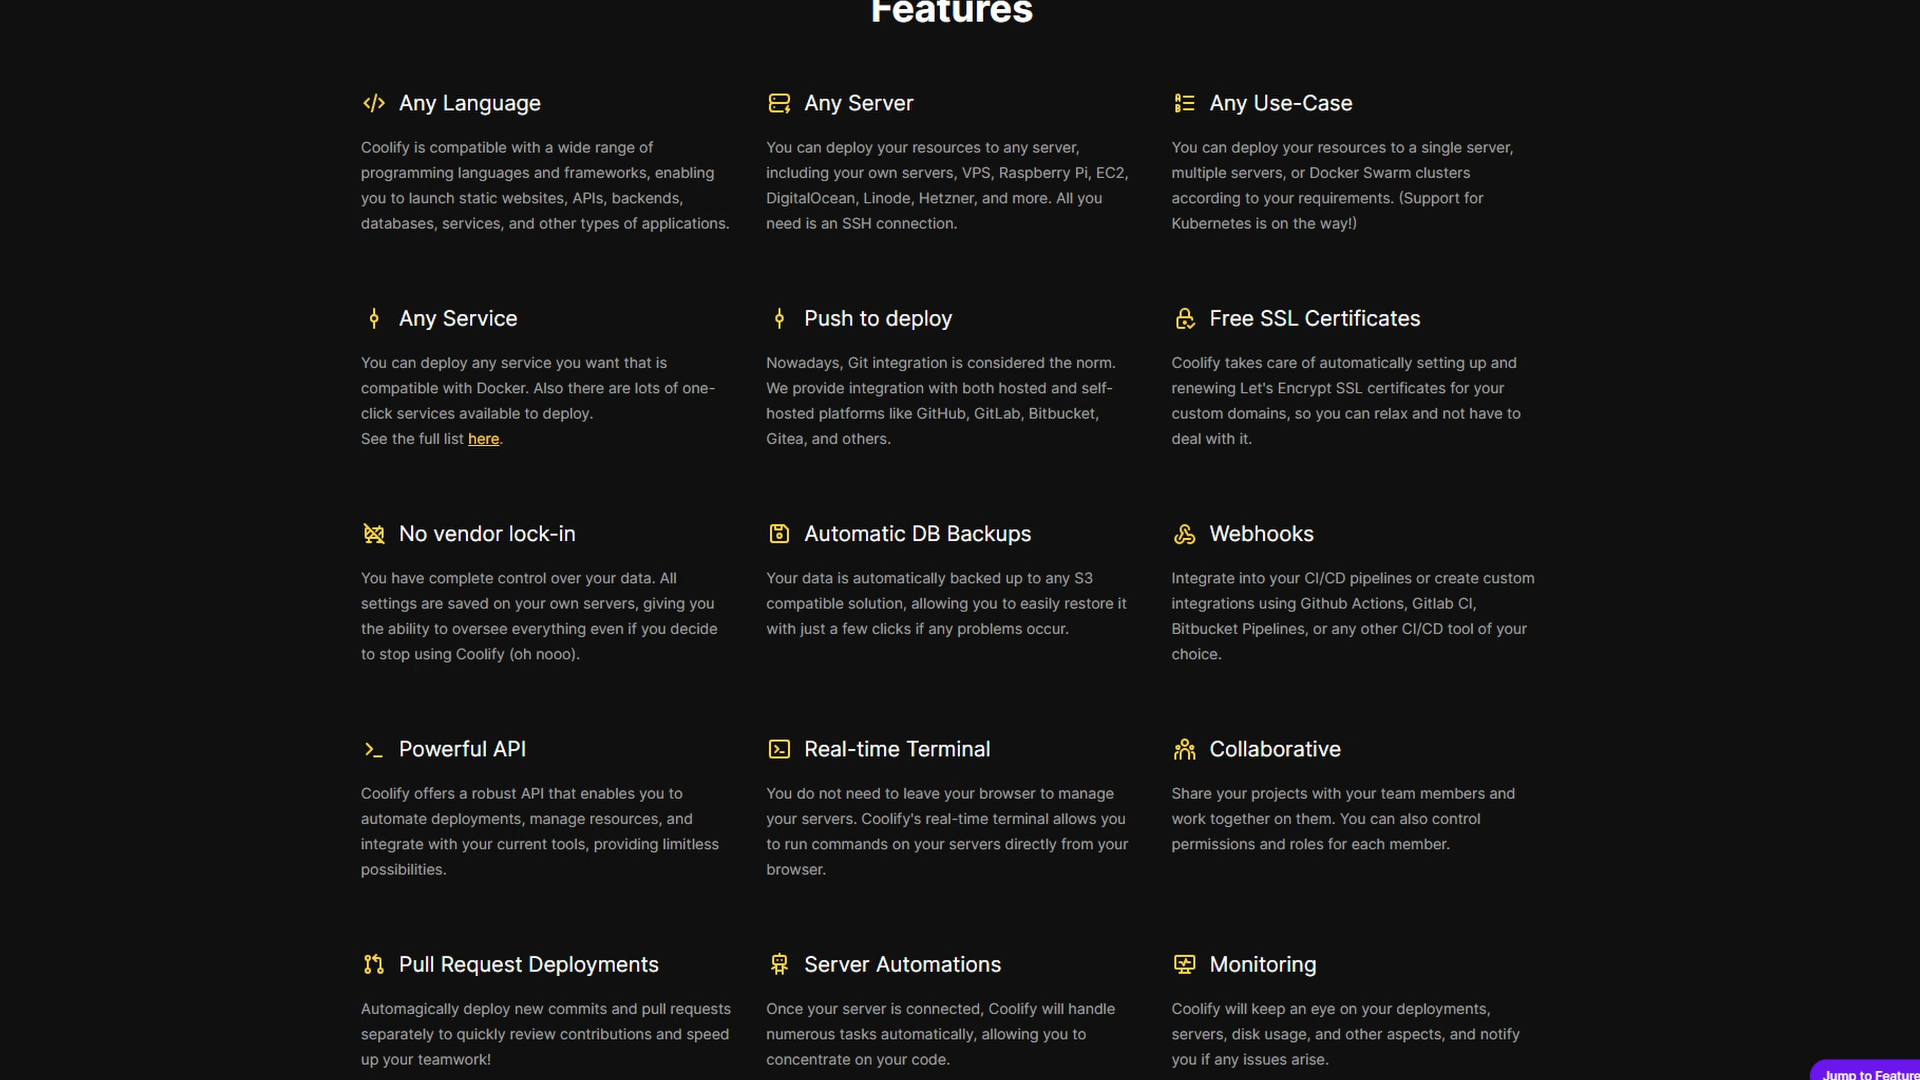 Features
Any Language
Coolify is compatible with a wide range of
programming languages and frameworks, enabling
you to launch static websites, APIs, backends,
databases, services, and other types of applications.
Any Server
You can deploy your resources to any server,
including your own servers, VPS, Raspberry Pi, EC2,
DigitalOcean, Linode, Hetzner, and more. All you
need is an SSH connection.
Any Use-Case
You can deploy your resources to a single server,
multiple servers, or Docker Swarm clusters
according to your requirements. (Support for
Kubernetes is on the way!)
Any Service
You can deploy any service you want that is
compatible with Docker. Also there are lots of one-
click services available to deploy.
See the full list here.
Push to deploy
Nowadays, Git integration is considered the norm.
We provide integration with both hosted and self-
hosted platforms like GitHub, GitLab, Bitbucket,
Gitea, and others.
Free SSL Certificates
Coolify takes care of automatically setting up and
renewing Let's Encrypt SSL certificates for your
custom domains, so you can relax and not have to
deal with it.
No vendor lock-in
You have complete control over your data. All
settings are saved on your own servers, giving you
the ability to oversee everything even if you decide
to stop using Coolify (oh nooo).
Automatic DB Backups
Your data is automatically backed up to any S3
compatible solution, allowing you to easily restore it
with just a few clicks if any problems occur.
Webhooks
Integrate into your CI/CD pipelines or create custom
integrations using Github Actions, Gitlab CI,
Bitbucket Pipelines, or any other CI/CD tool of your
choice.
Powerful API
Coolify offers a robust API that enables you to
automate deployments, manage resources, and
integrate with your current tools, providing limitless
possibilities.
Real-time Terminal
You do not need to leave your browser to manage
your servers. Coolify's real-time terminal allows you
to run commands on your servers directly from your
browser.
Collaborative
Share your projects with your team members and
work together on them. You can also control
permissions and roles for each member.
Pull Request Deployments
Automagically deploy new commits and pull requests
separately to quickly review contributions and speed
up your teamwork!
Server Automations
Once your server is connected, Coolify will handle
numerous tasks automatically, allowing you to
concentrate on your code.
Monitoring
Coolify will keep an eye on your deployments,
servers, disk usage, and other aspects, and notify
you if any issues arise.
Jump to Feature